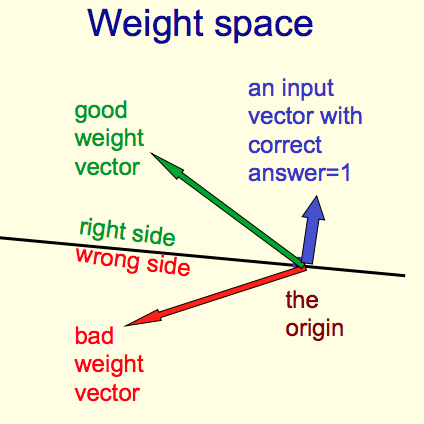 Weight space
good
weight
vector
an input
vector with
correct
answer=1
right side
wrong side
the
origin
bad
weight
vector